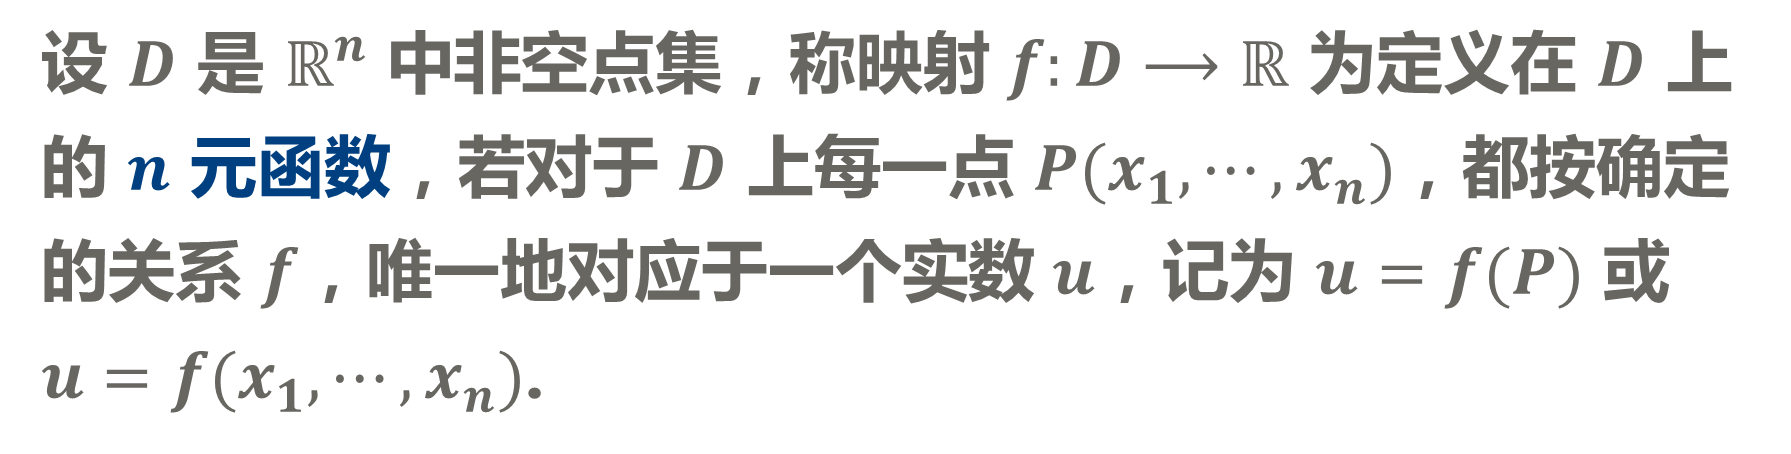 设 D 是 ℝⁿ 中非空点集，称映射 f: D ⟶ ℝ 为定义在 D 上
的 n 元函数，若对于 D 上每一点 P(x₁, ⋯ , xₙ)，都按确定
的关系 f，唯一地对应于一个实数 u，记为 u = f(P) 或
u = f(x₁, ⋯ , xₙ).